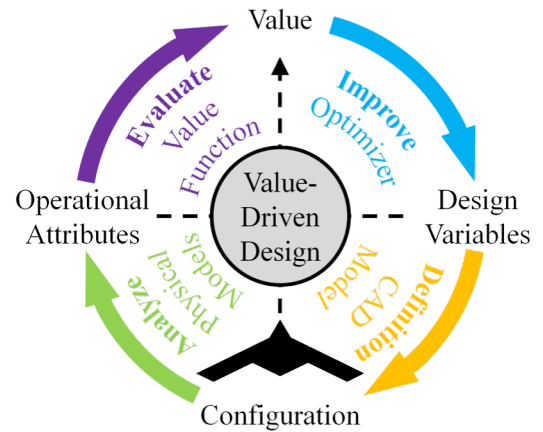 Value
Improve
Optimizer
Design
Variables
Definition
CAD
Model
Configuration
Analyze
Physical
Models
Operational
Attributes
Evaluate
Value
Function
Value-
Driven
Design